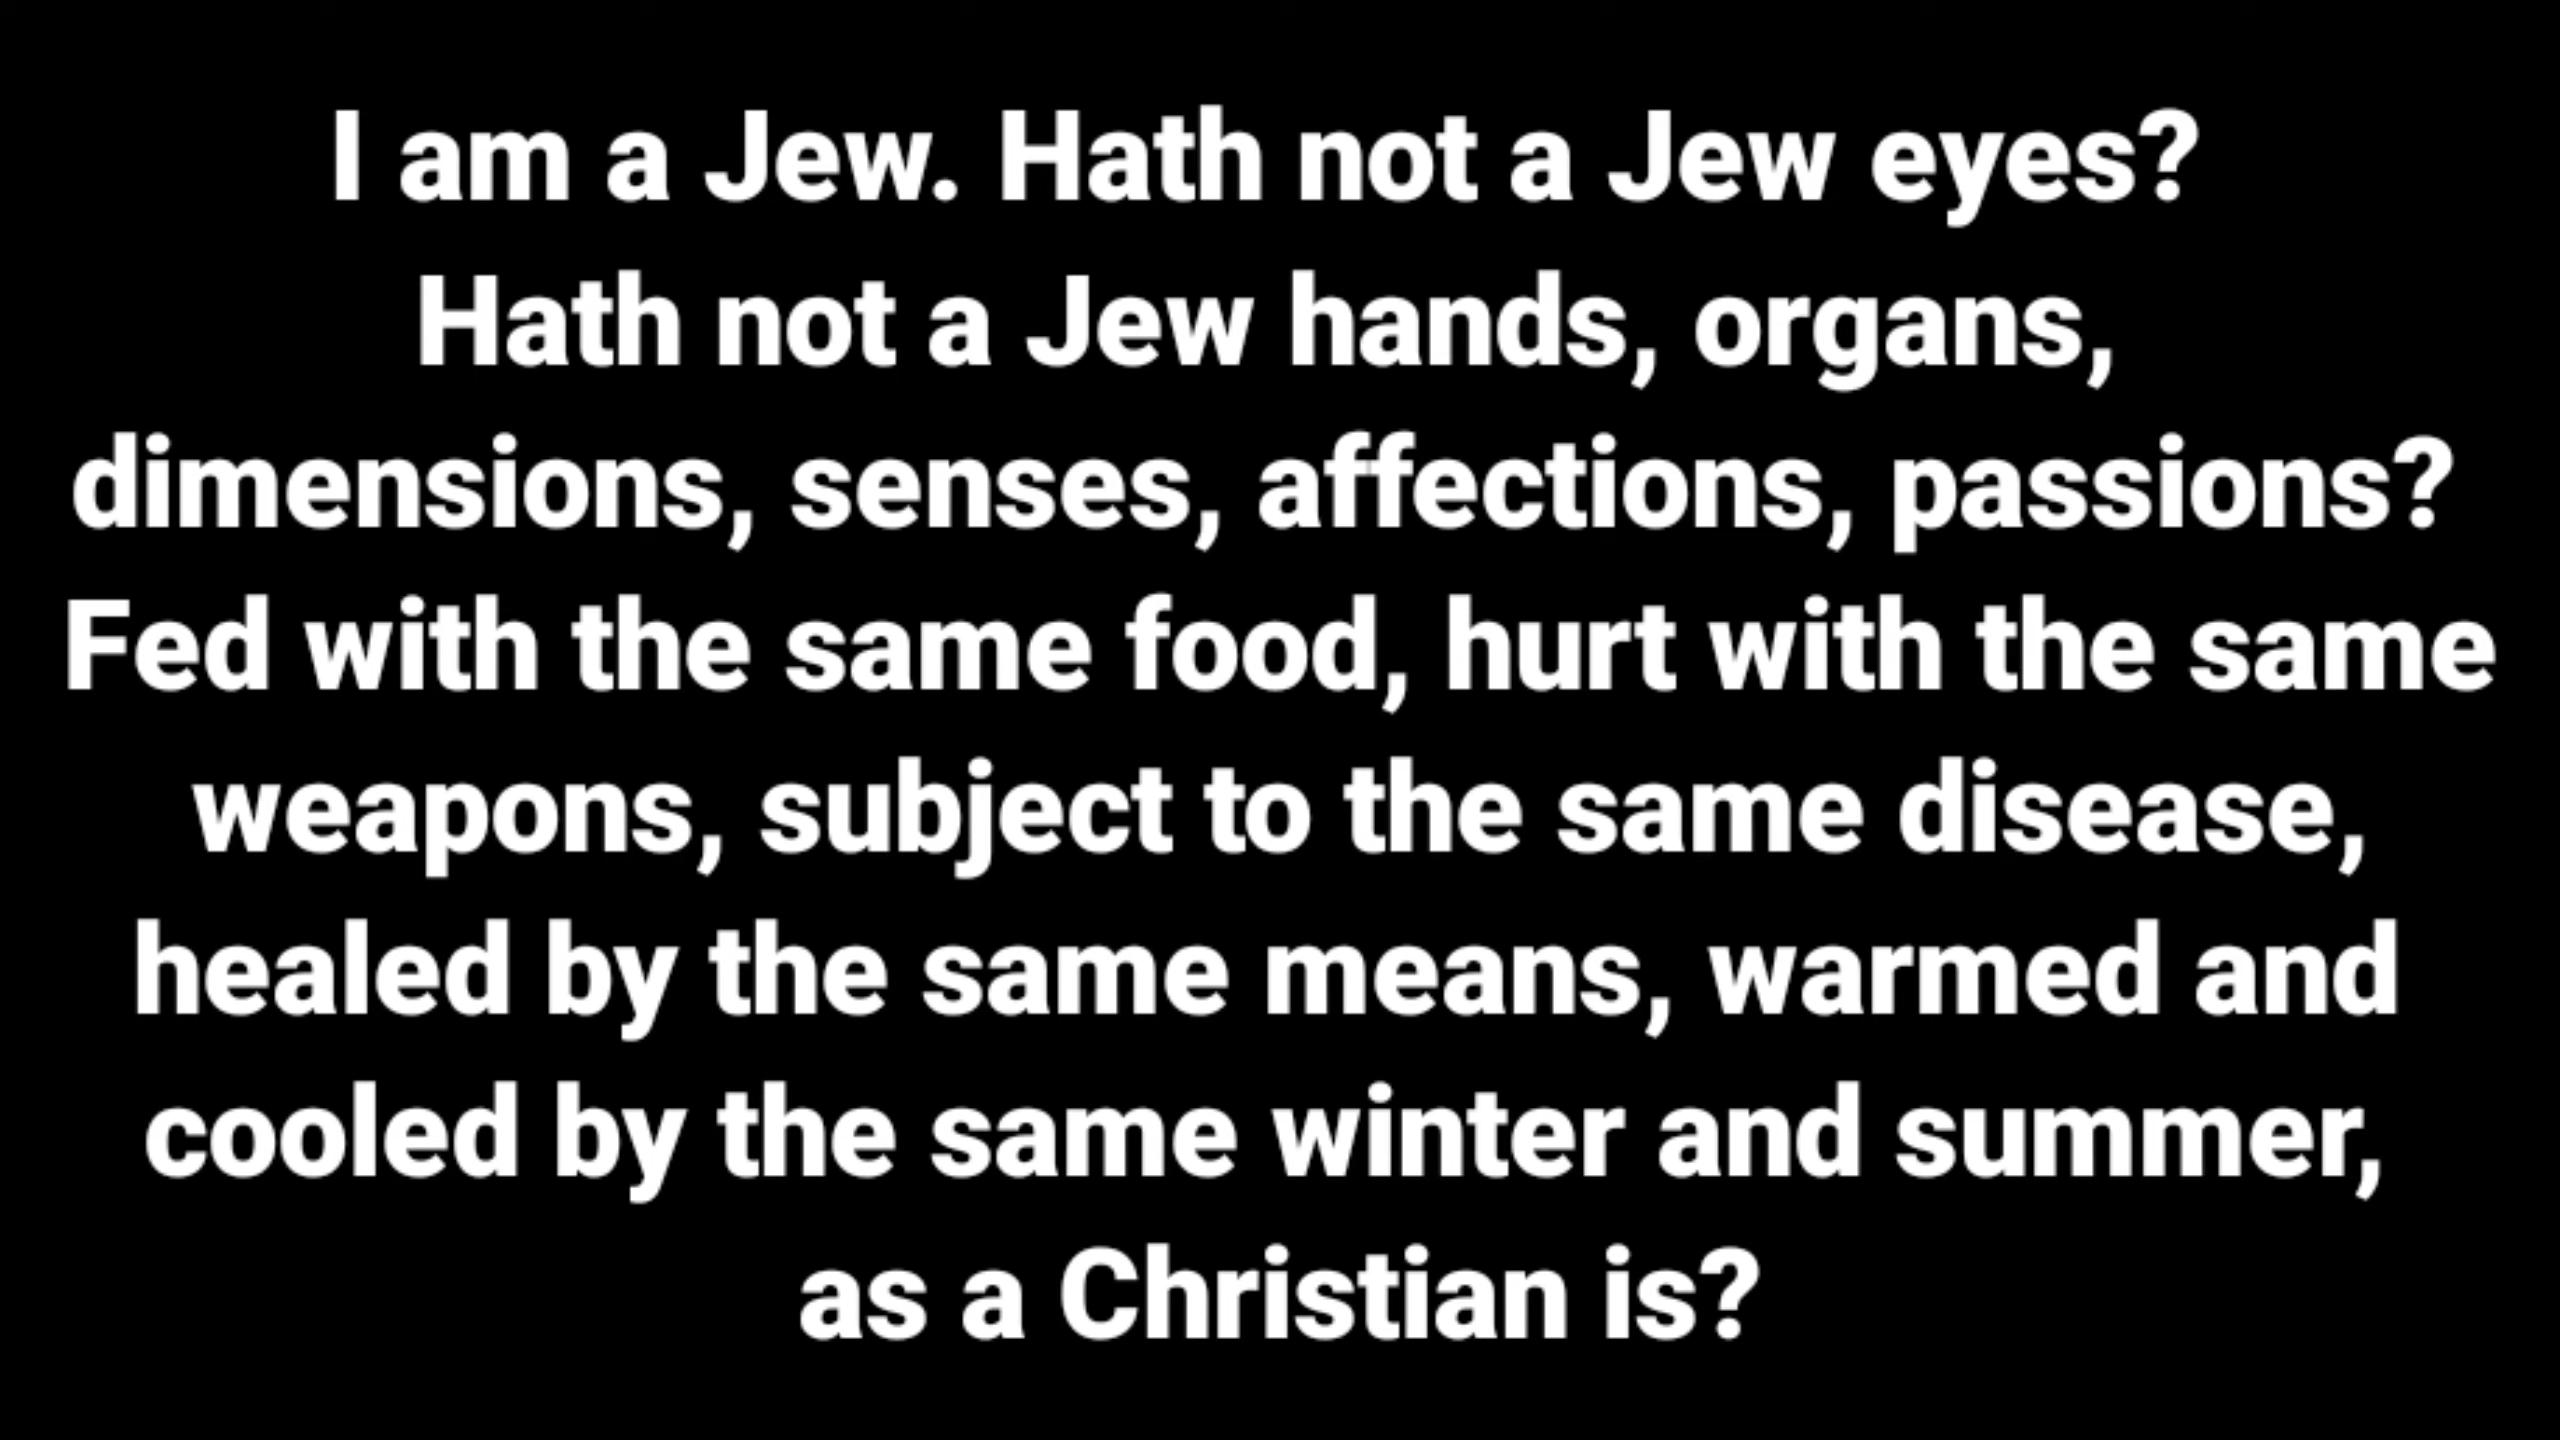 I am a Jew. Hath not a Jew eyes?
Hath not a Jew hands, organs,
dimensions, senses, affections, passions?
Fed with the same food, hurt with the same
weapons, subject to the same disease,
healed by the same means, warmed and
cooled by the same winter and summer,
as a Christian is?